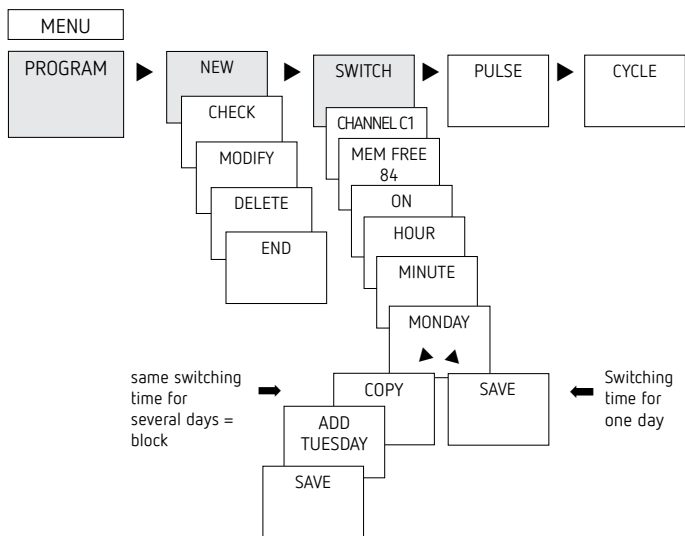 MENU
PROGRAM
NEW
SWITCH
PULSE
CYCLE
CHECK
MODIFY
DELETE
END
CHANNEL C1
MEM FREE
84
ON
HOUR
MINUTE
MONDAY
same switching
time for
several days =
block
COPY
SAVE
Switching
time for
one day
ADD
TUESDAY
SAVE